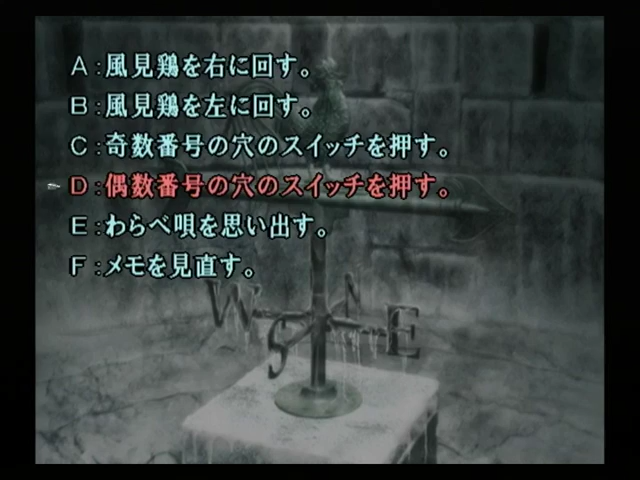 A:風見鶏を右に回す。
B:風見鶏を左に回す。
C:奇数番号の穴のスイッチを押す。
D:偶数番号の穴のスイッチを押す。
E:わらべ唄を思い出す。
F:メモを見直す。
W
N
S
E